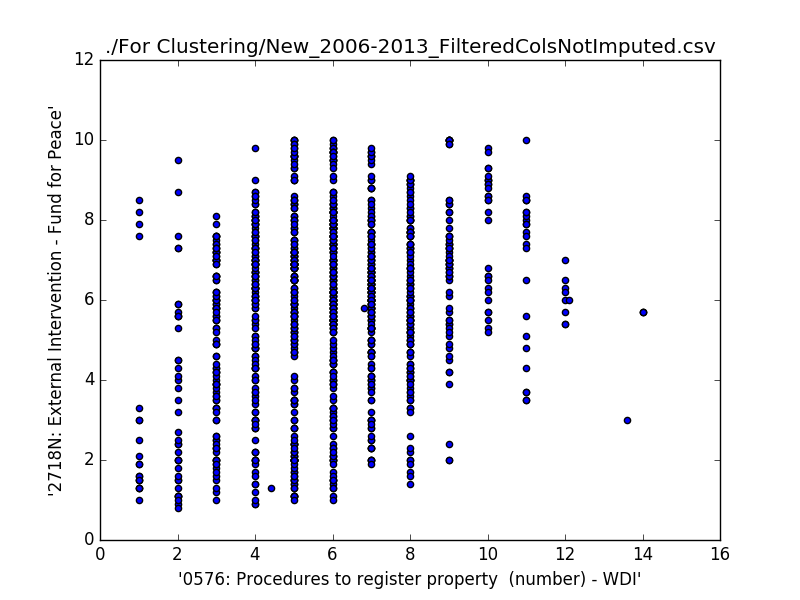 ./For Clustering/New_2006-2013_FilteredColsNotImputed.csv
12
10
8
6
4
2
0
'2718N: External Intervention - Fund for Peace'
0 2 4 6 8 10 12 14 16
'0576: Procedures to register property  (number) - WDI'